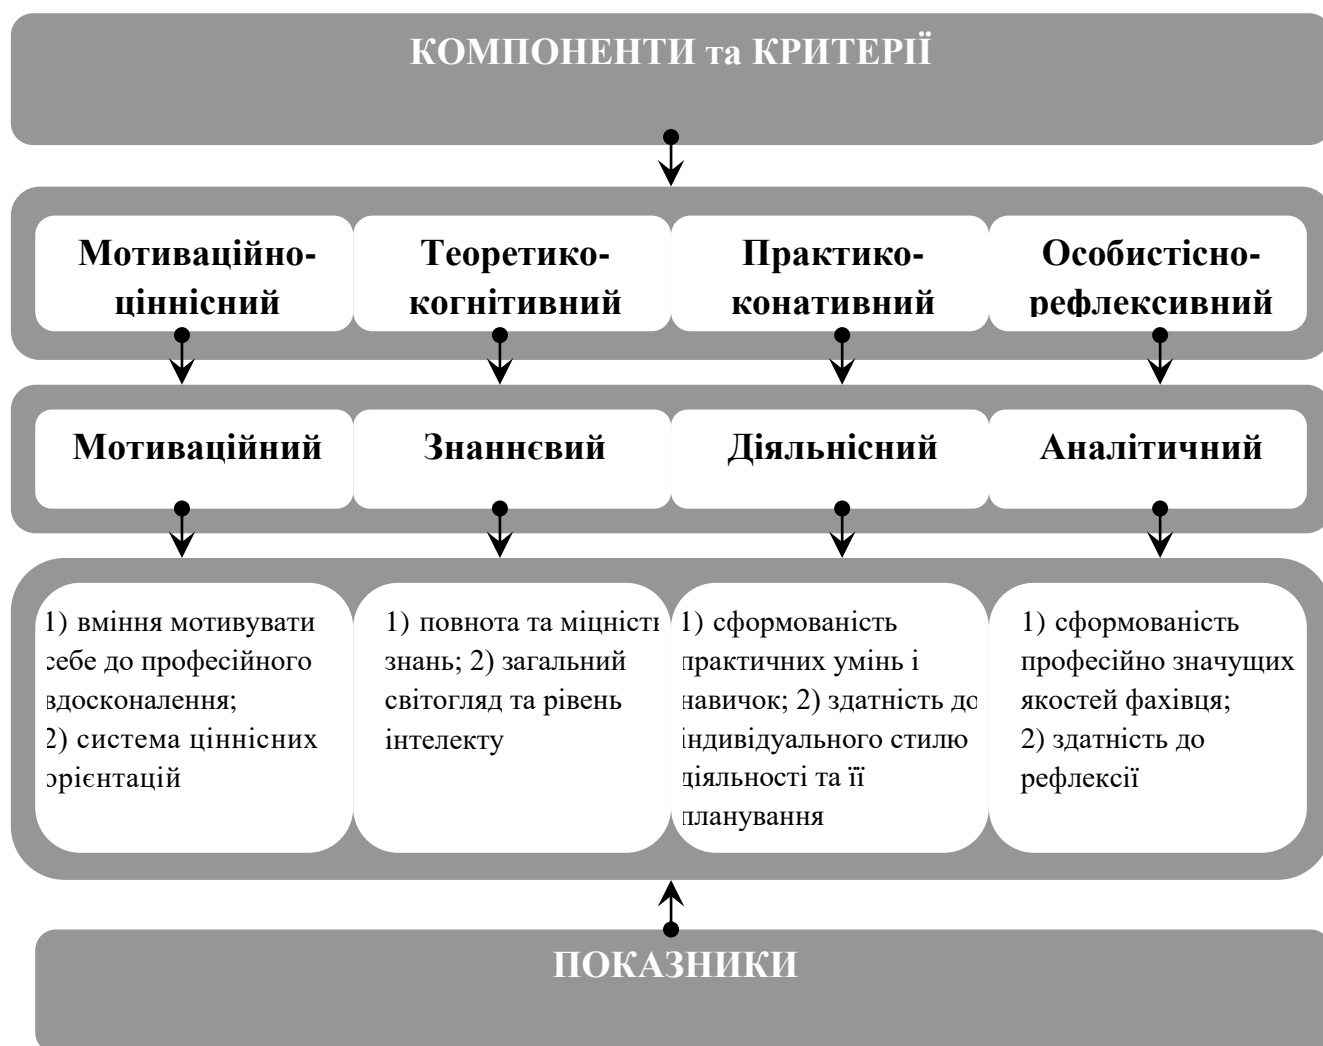 КОМПОНЕНТИ та КРИТЕРІЇ
Мотиваційно-
ціннісний
Теоретико-
когнітивний
Практико-
конативний
Особистісно-
рефлексивний
Мотиваційний
Знаннєвий
Діяльнісний
Аналітичний
1) вміння мотивувати
себе до професійного
вдосконалення;
2) система ціннісних
орієнтацій
1) повнота та міцність
знань; 2) загальний
світогляд та рівень
інтелекту
1) сформованість
практичних умінь і
навичок; 2) здатність до
індивідуального стилю
діяльності та її
планування
1) сформованість
професійно значущих
якостей фахівця;
2) здатність до
рефлексії
ПОКАЗНИКИ